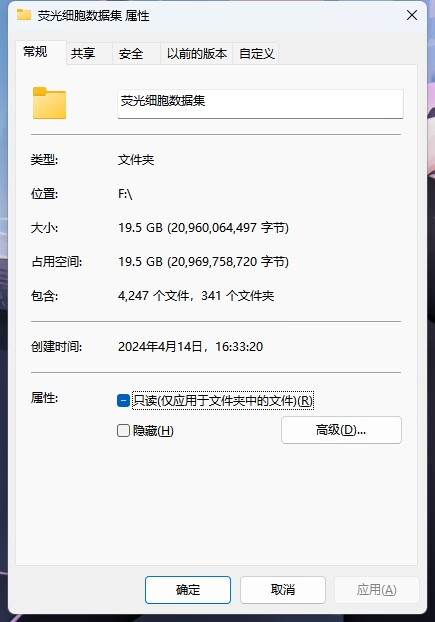 荧光细胞数据集 属性
常规 共享 安全 以前的版本 自定义
荧光细胞数据集
类型: 文件夹
位置: F:\
大小: 19.5 GB (20,960,064,497 字节)
占用空间: 19.5 GB (20,969,758,720 字节)
包含: 4,247 个文件，341 个文件夹
创建时间: 2024年4月14日，16:33:20
属性: 只读(仅应用于文件夹中的文件)(R)
隐藏(H) 高级(D)...
确定 取消 应用(A)